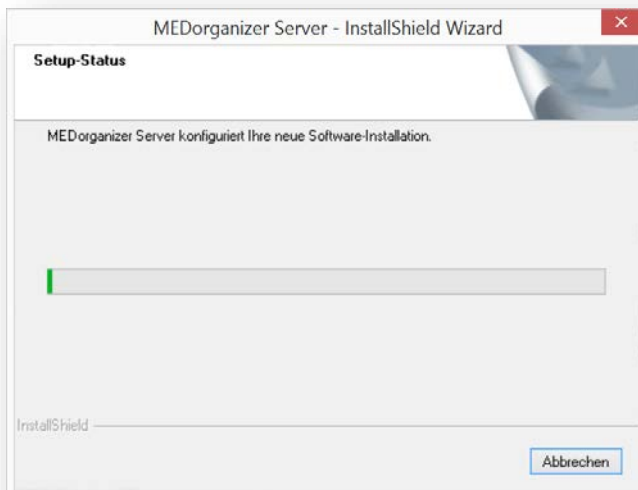 MEDorganizer Server - InstallShield Wizard
Setup-Status
MEDorganizer Server konfiguriert Ihre neue Software-Installation.
InstallShield
Abbrechen